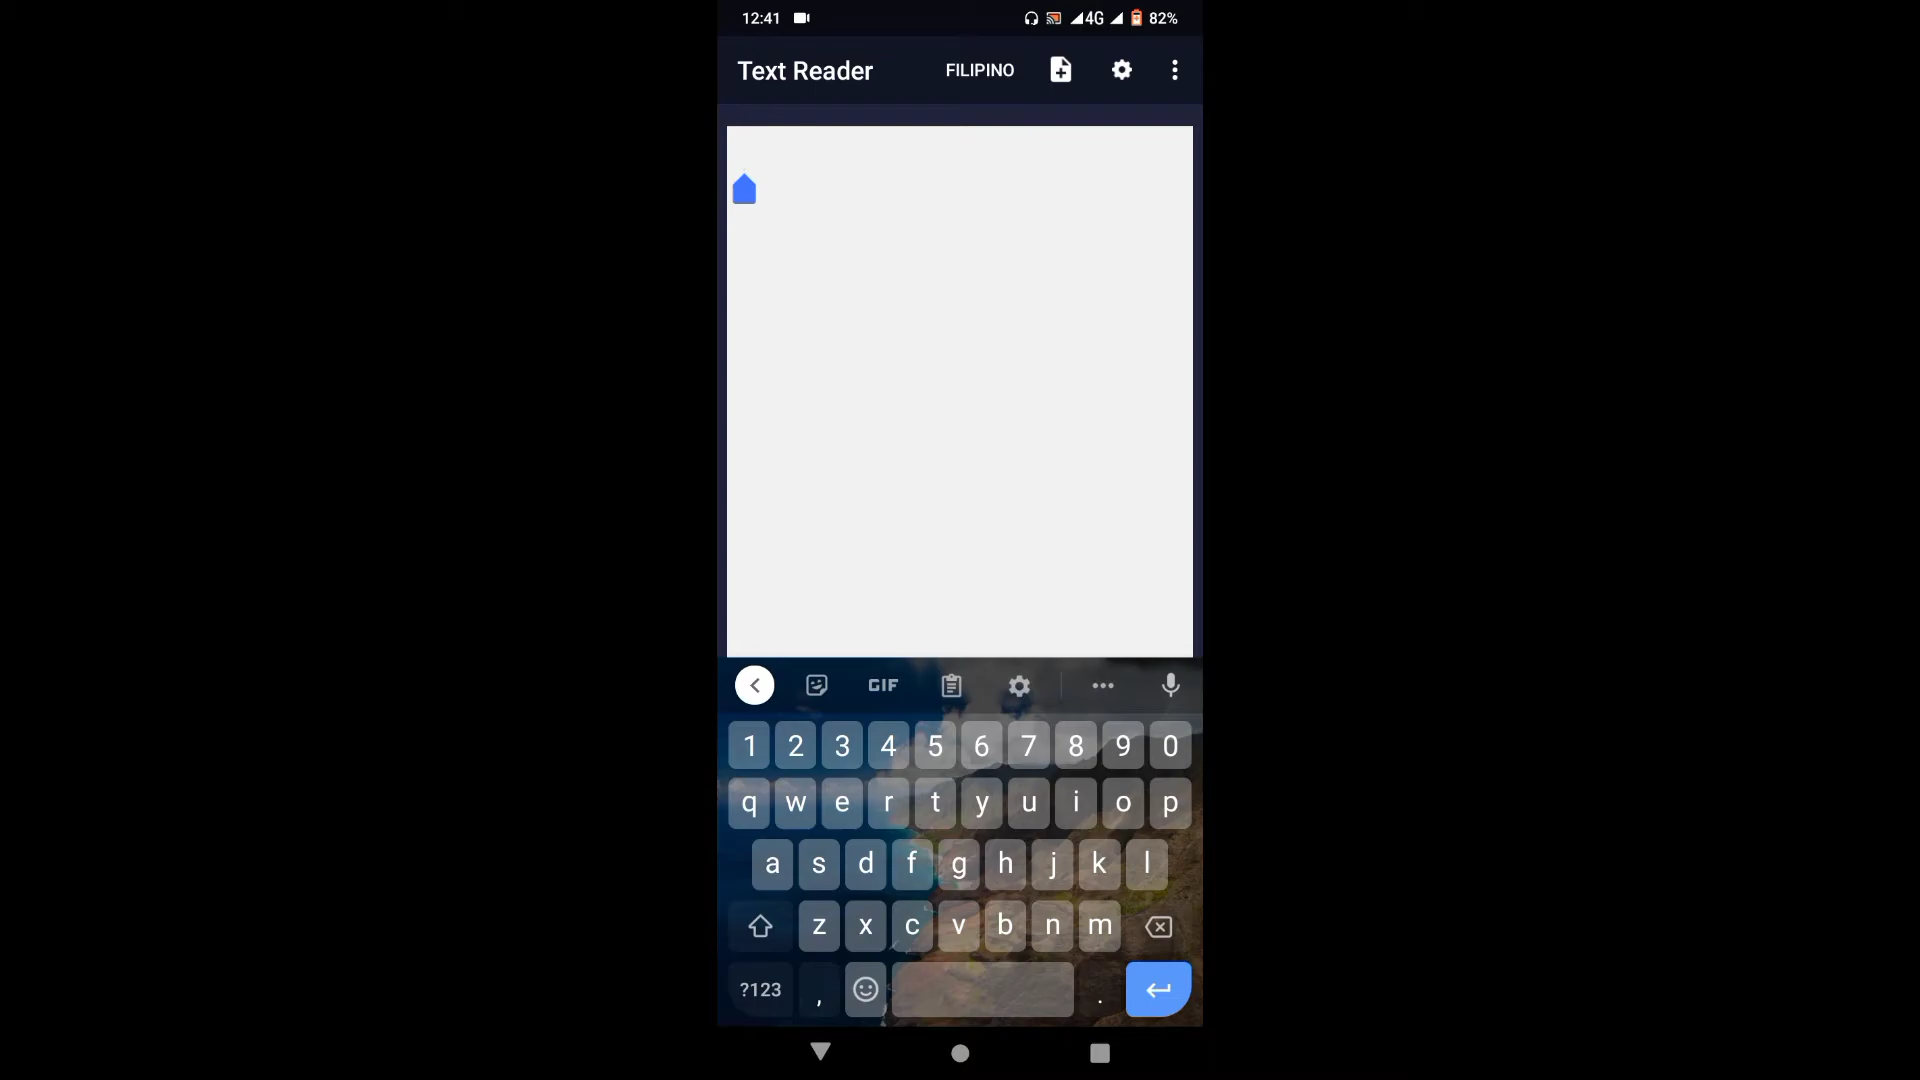 12:41 4G 82%
Text Reader FILIPINO
GIF
1 2 3 4 5 6 7 8 9 0
q w e r t y u i o p
a s d f g h j k l
z x c v b n m
?123 , .